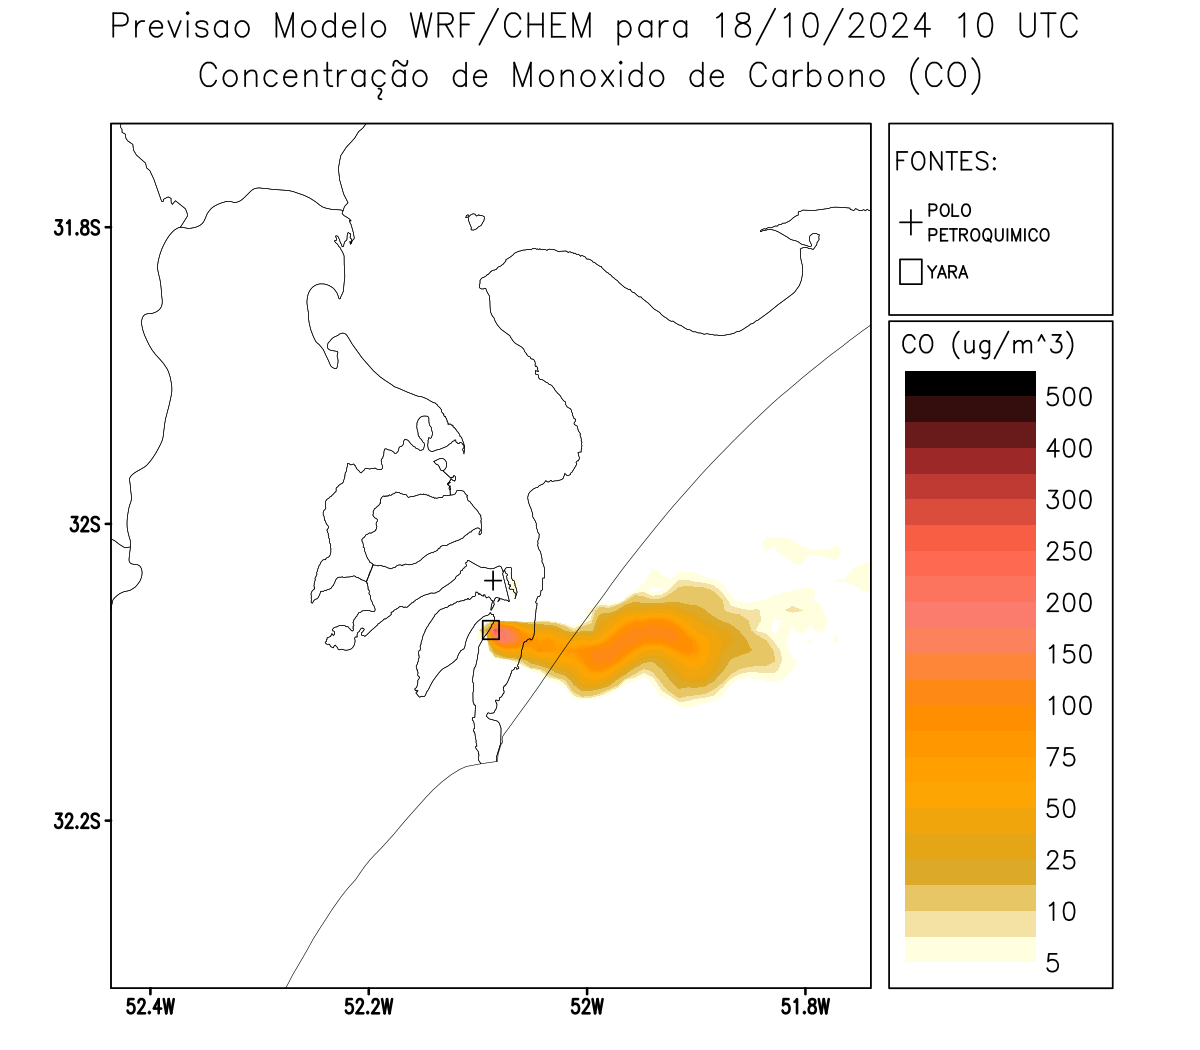 Previsao Modelo WRF/CHEM para 18/10/2024 10 UTC
Concentração de Monoxido de Carbono (CO)
FONTES:
POLO
PETROQUIMICO
YARA
CO (ug/m^3)
500
400
300
250
200
150
100
75
50
25
10
5
31.8S
32S
32.2S
52.4W
52.2W
52W
51.8W